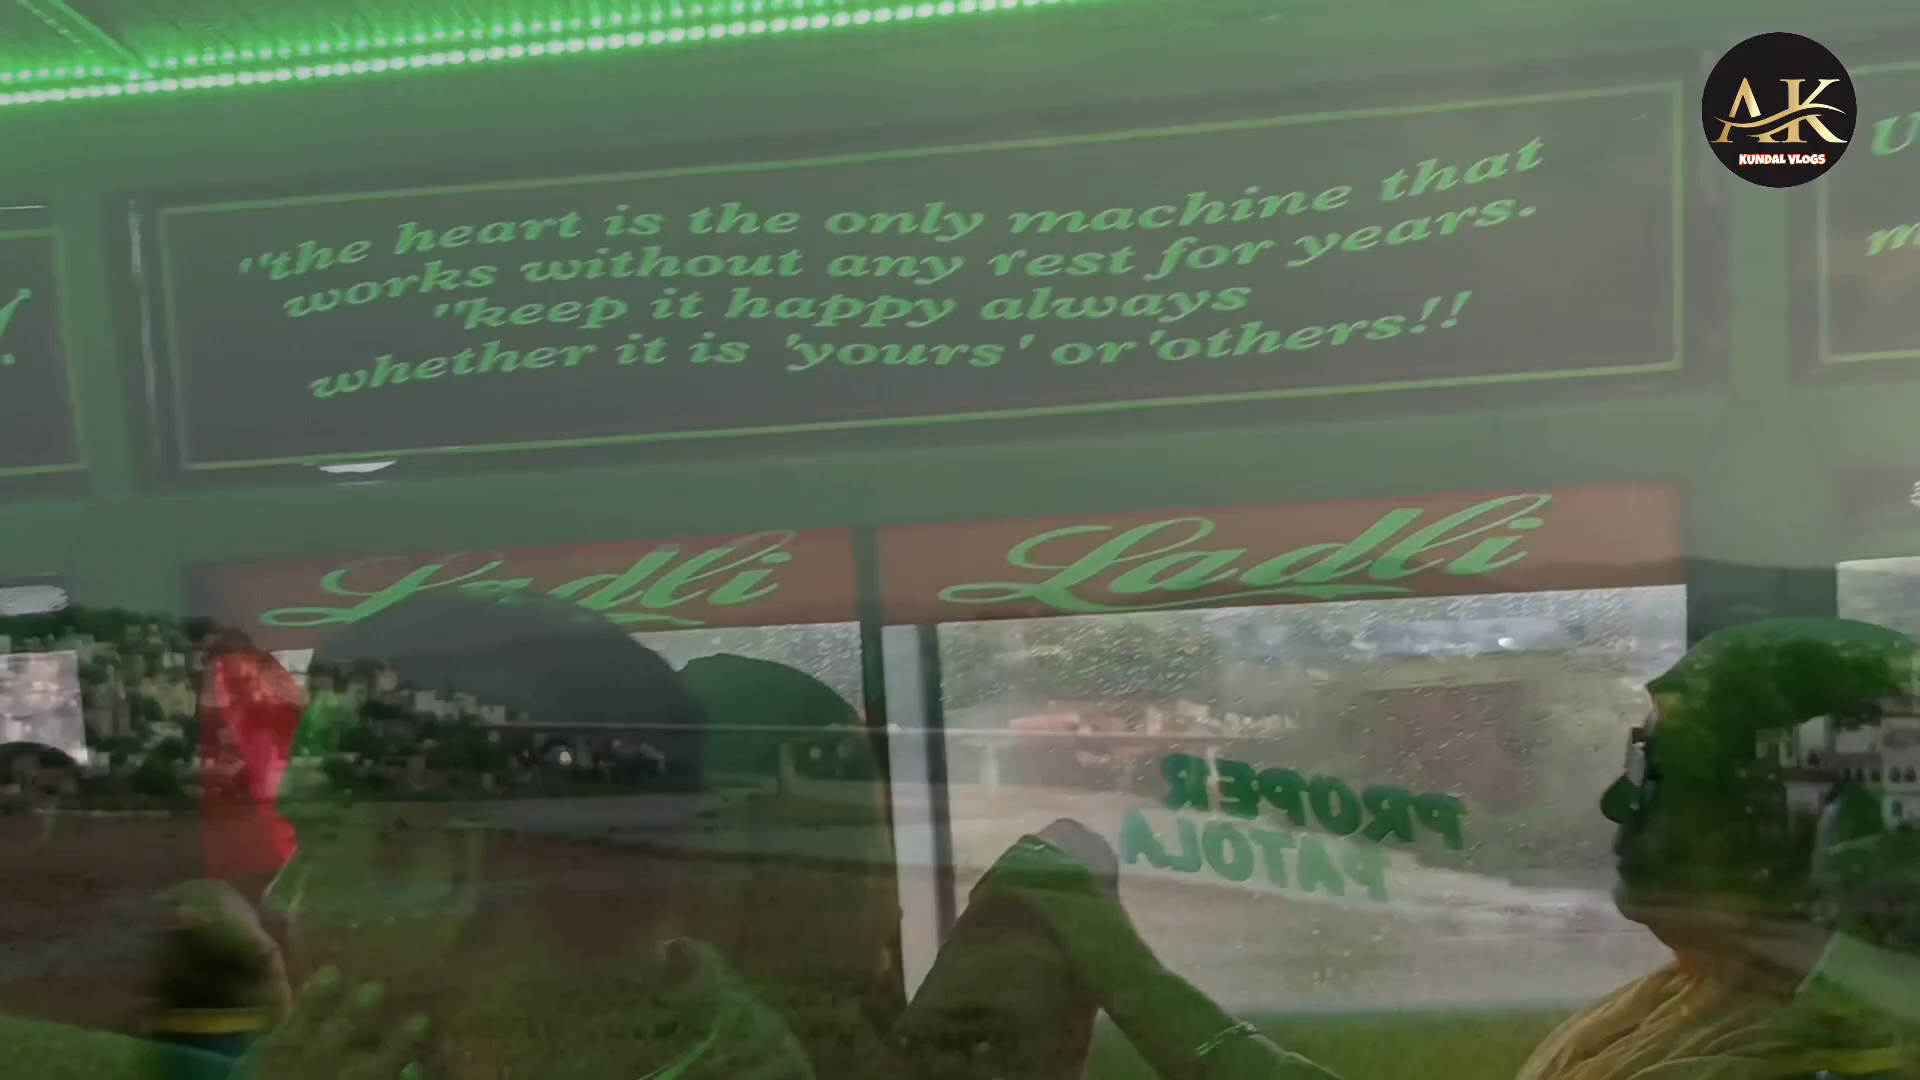 "the heart is the only machine that
works without any rest for years.
"keep it happy always
whether it is 'yours' or 'others!!
Ladli
Ladli
PROPER
PATOLA
AK
KUNDAL VLOGS